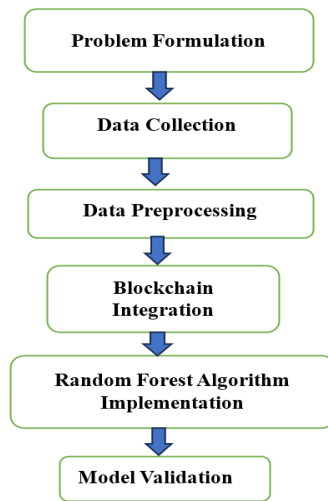 Problem Formulation
Data Collection
Data Preprocessing
Blockchain
Integration
Random Forest Algorithm
Implementation
Model Validation